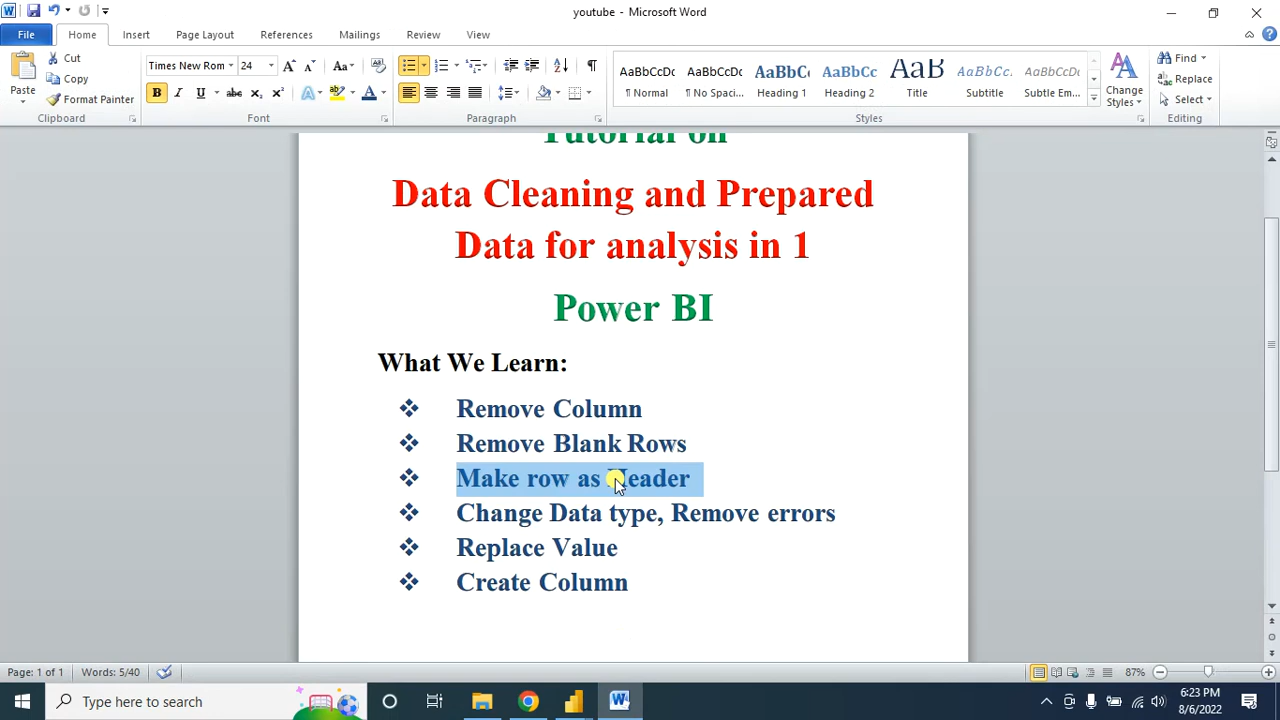 youtube - Microsoft Word
File Home Insert Page Layout References Mailings Review View
Cut
Copy
Format Painter
Paste
Clipboard
Times New Rom 24
Font
Paragraph
AaBbCcDc AaBbCcDc AaBbCc AaBbCc AaB AaBbCcDc AaBbCcDc
¶ Normal ¶ No Spaci... Heading 1 Heading 2 Title Subtitle Subtle Em...
Styles
Change Styles
Find
Replace
Select
Editing
Tutorial on
Data Cleaning and Prepared
Data for analysis in 1
Power BI
What We Learn:
❖ Remove Column
❖ Remove Blank Rows
❖ Make row as Header
❖ Change Data type, Remove errors
❖ Replace Value
❖ Create Column
Page: 1 of 1 Words: 5/40 87%
Type here to search
6:23 PM
8/6/2022